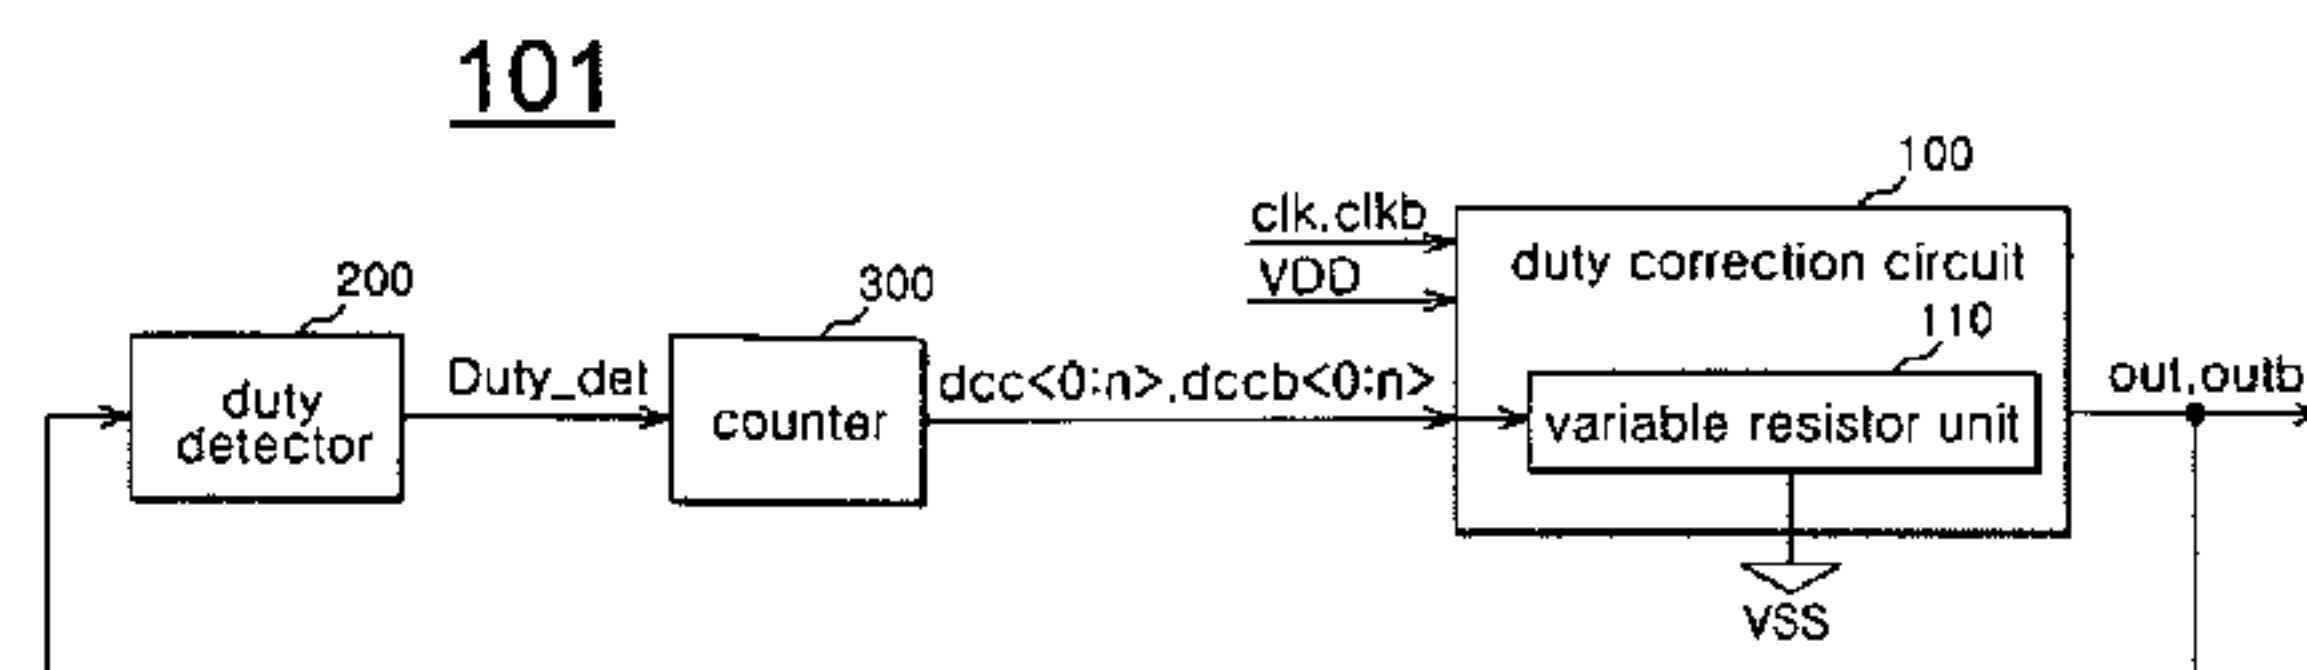 101
100
clk,clkb
duty correction circuit
VDD
200
300
110
Duty_det
dcc<0:n>,dccb<0:n>
out,outb
duty
detector
counter
variable resistor unit
VSS